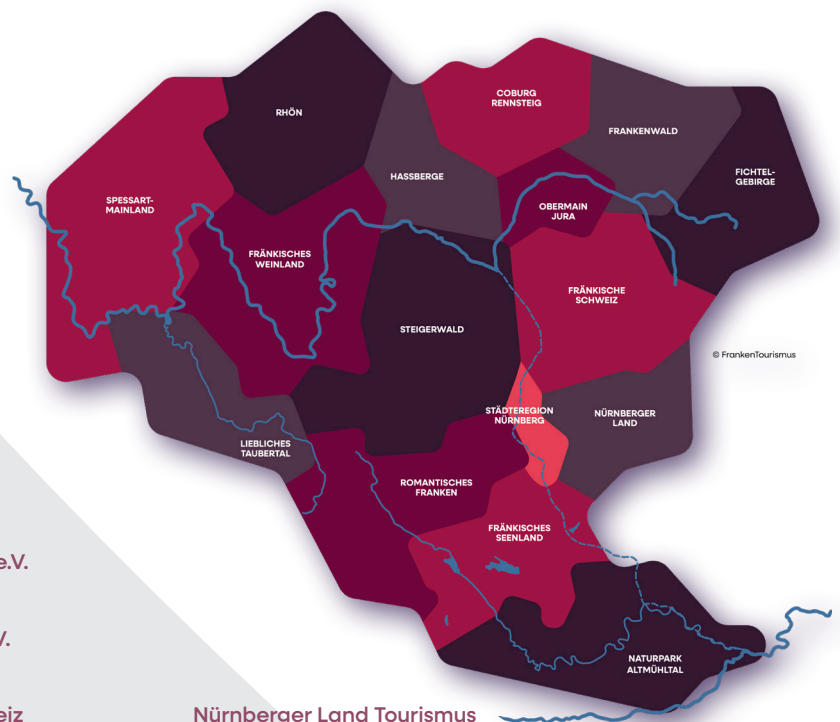 COBURG
RENNSTEIG
RHÖN
FRANKENWALD
HASSBERGE
FICHTEL-
GEBIRGE
SPESSART-
MAINLAND
OBERMAIN
JURA
FRÄNKISCHES
WEINLAND
FRÄNKISCHE
SCHWEIZ
STEIGERWALD
© FrankenTourismus
STÄDTEREGION
NÜRNBERG
NÜRNBERGER
LAND
LIEBLICHES
TAUBERTAL
ROMANTISCHES
FRANKEN
FRÄNKISCHES
SEENLAND
NATURPARK
ALTMÜHLTAL
e.V.
V.
eiz
Nürnberger Land Tourismus